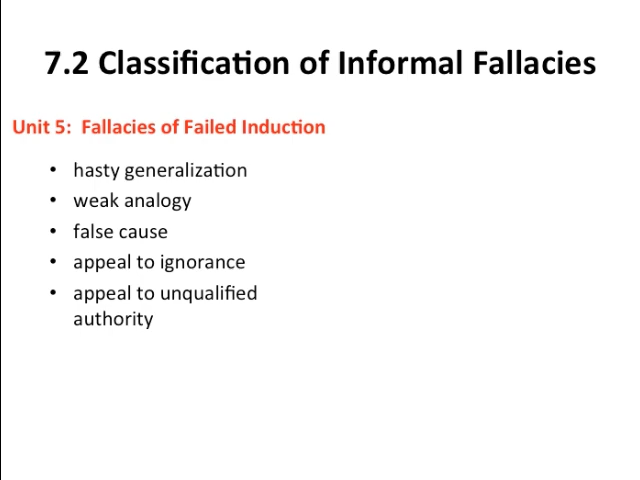 7.2 Classification of Informal Fallacies
Unit 5: Fallacies of Failed Induction
• hasty generalization
• weak analogy
• false cause
• appeal to ignorance
• appeal to unqualified
authority